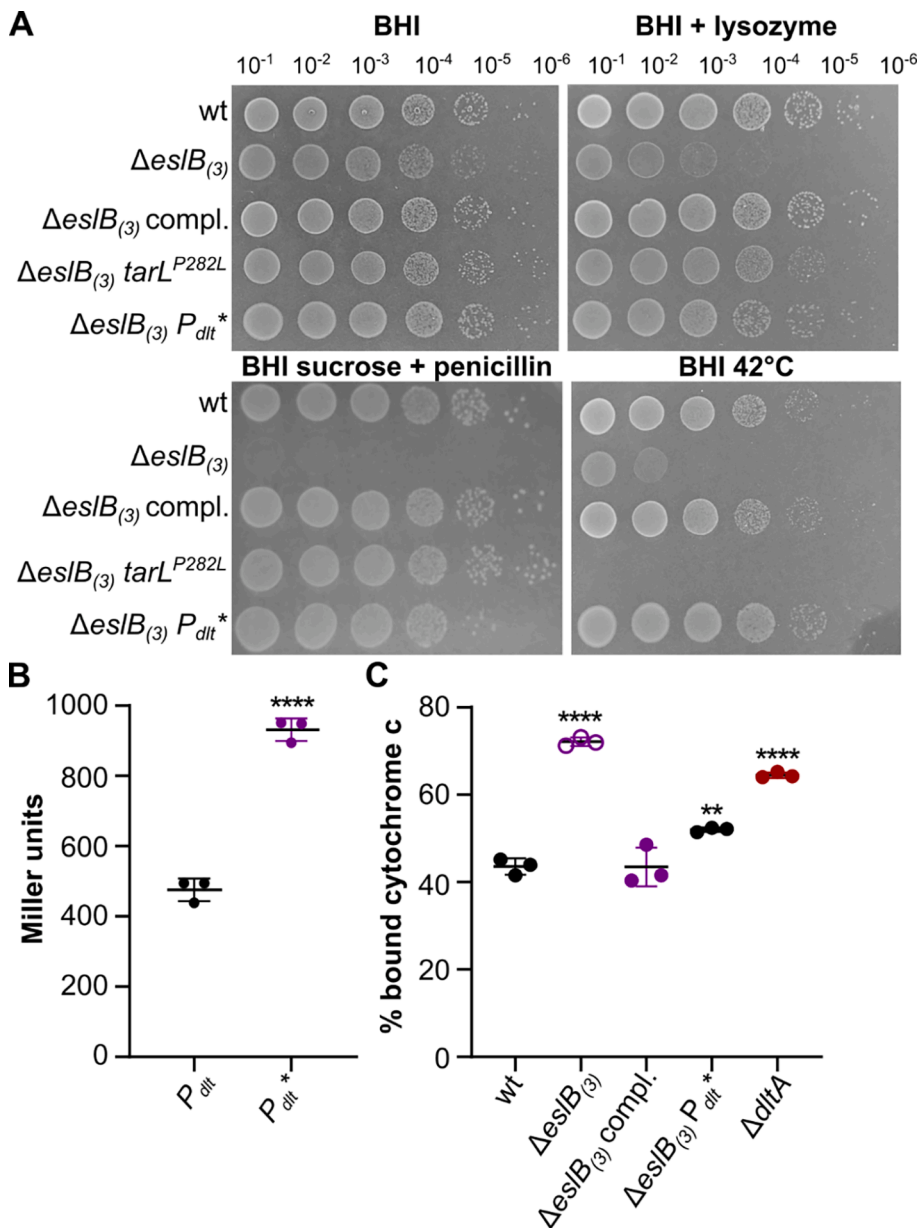 A
BHI BHI + lysozyme
10-1 10-2 10-3 10-4 10-5 10-6 10-1 10-2 10-3 10-4 10-5 10-6
wt
ΔeslB(3)
ΔeslB(3) compl.
ΔeslB(3) tarLP282L
ΔeslB(3) Pdlt*
BHI sucrose + penicillin BHI 42°C
wt
ΔeslB(3)
ΔeslB(3) compl.
ΔeslB(3) tarLP282L
ΔeslB(3) Pdlt*
B
Miller units
1000
800
600
400
200
0
****
Pdlt
Pdlt*
C
% bound cytochrome c
80
60
40
20
0
****
**
****
wt
ΔeslB(3)
ΔeslB(3) compl.
ΔeslB(3) Pdlt*
ΔdltA